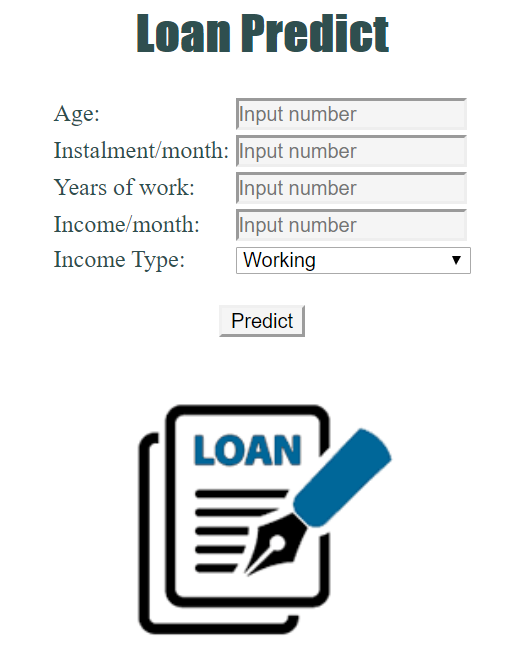 Loan Predict
Age: Input number
Instalment/month: Input number
Years of work: Input number
Income/month: Input number
Income Type: Working
Predict
LOAN